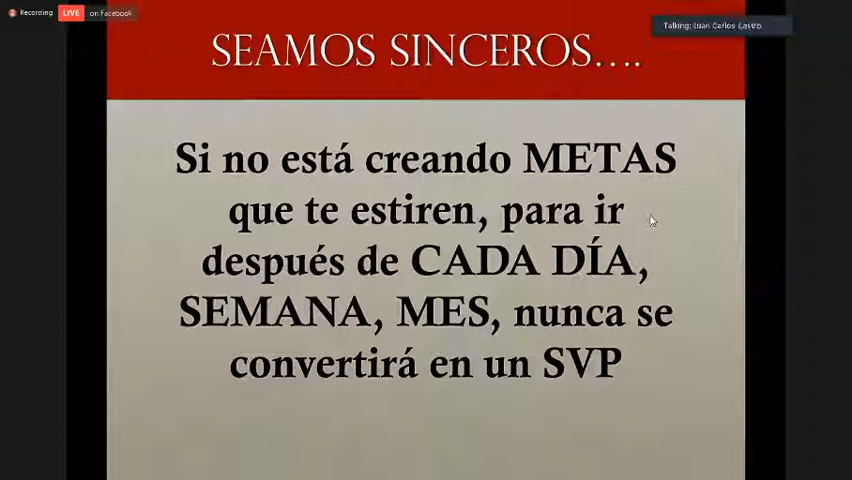 Recording LIVE on Facebook
Talking: Juan Carlos Castro
SEAMOS SINCEROS....
Si no está creando METAS
que te estiren, para ir
después de CADA DÍA,
SEMANA, MES, nunca se
convertirá en un SVP